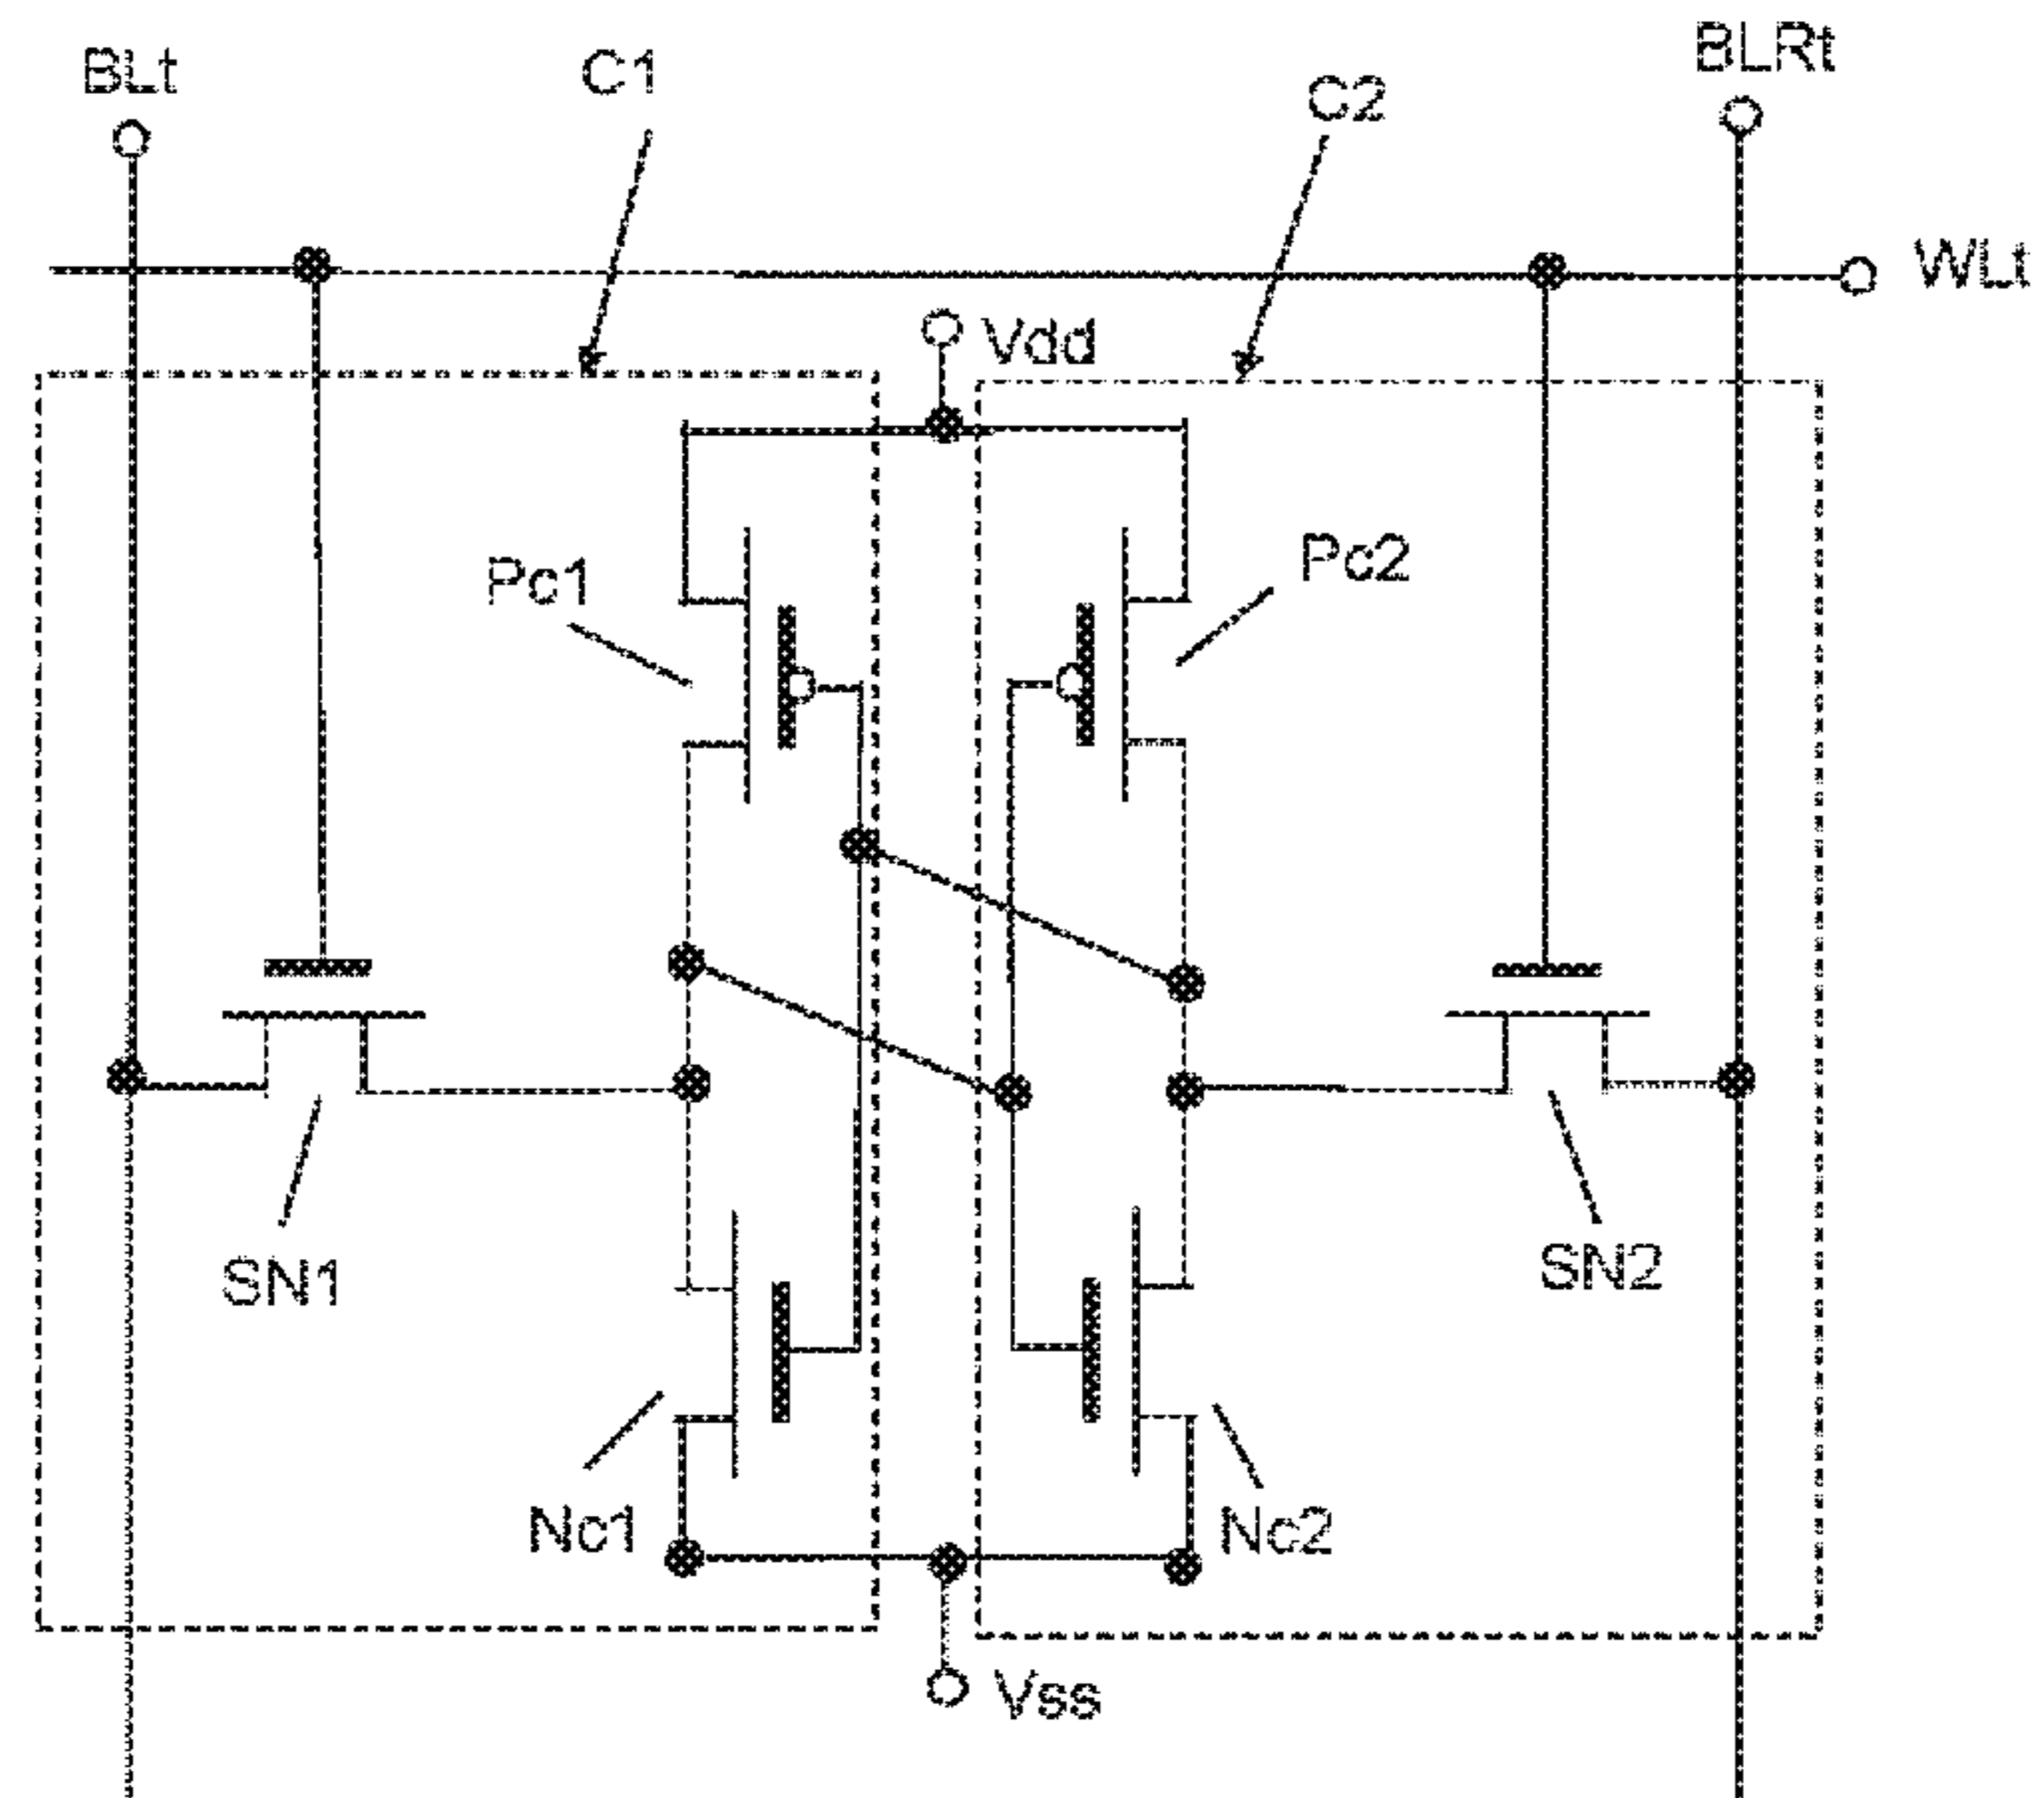 BLt
C1
C2
BLRt
WLt
Vdd
Pc1
Pc2
SN1
SN2
Nc1
Nc2
Vss